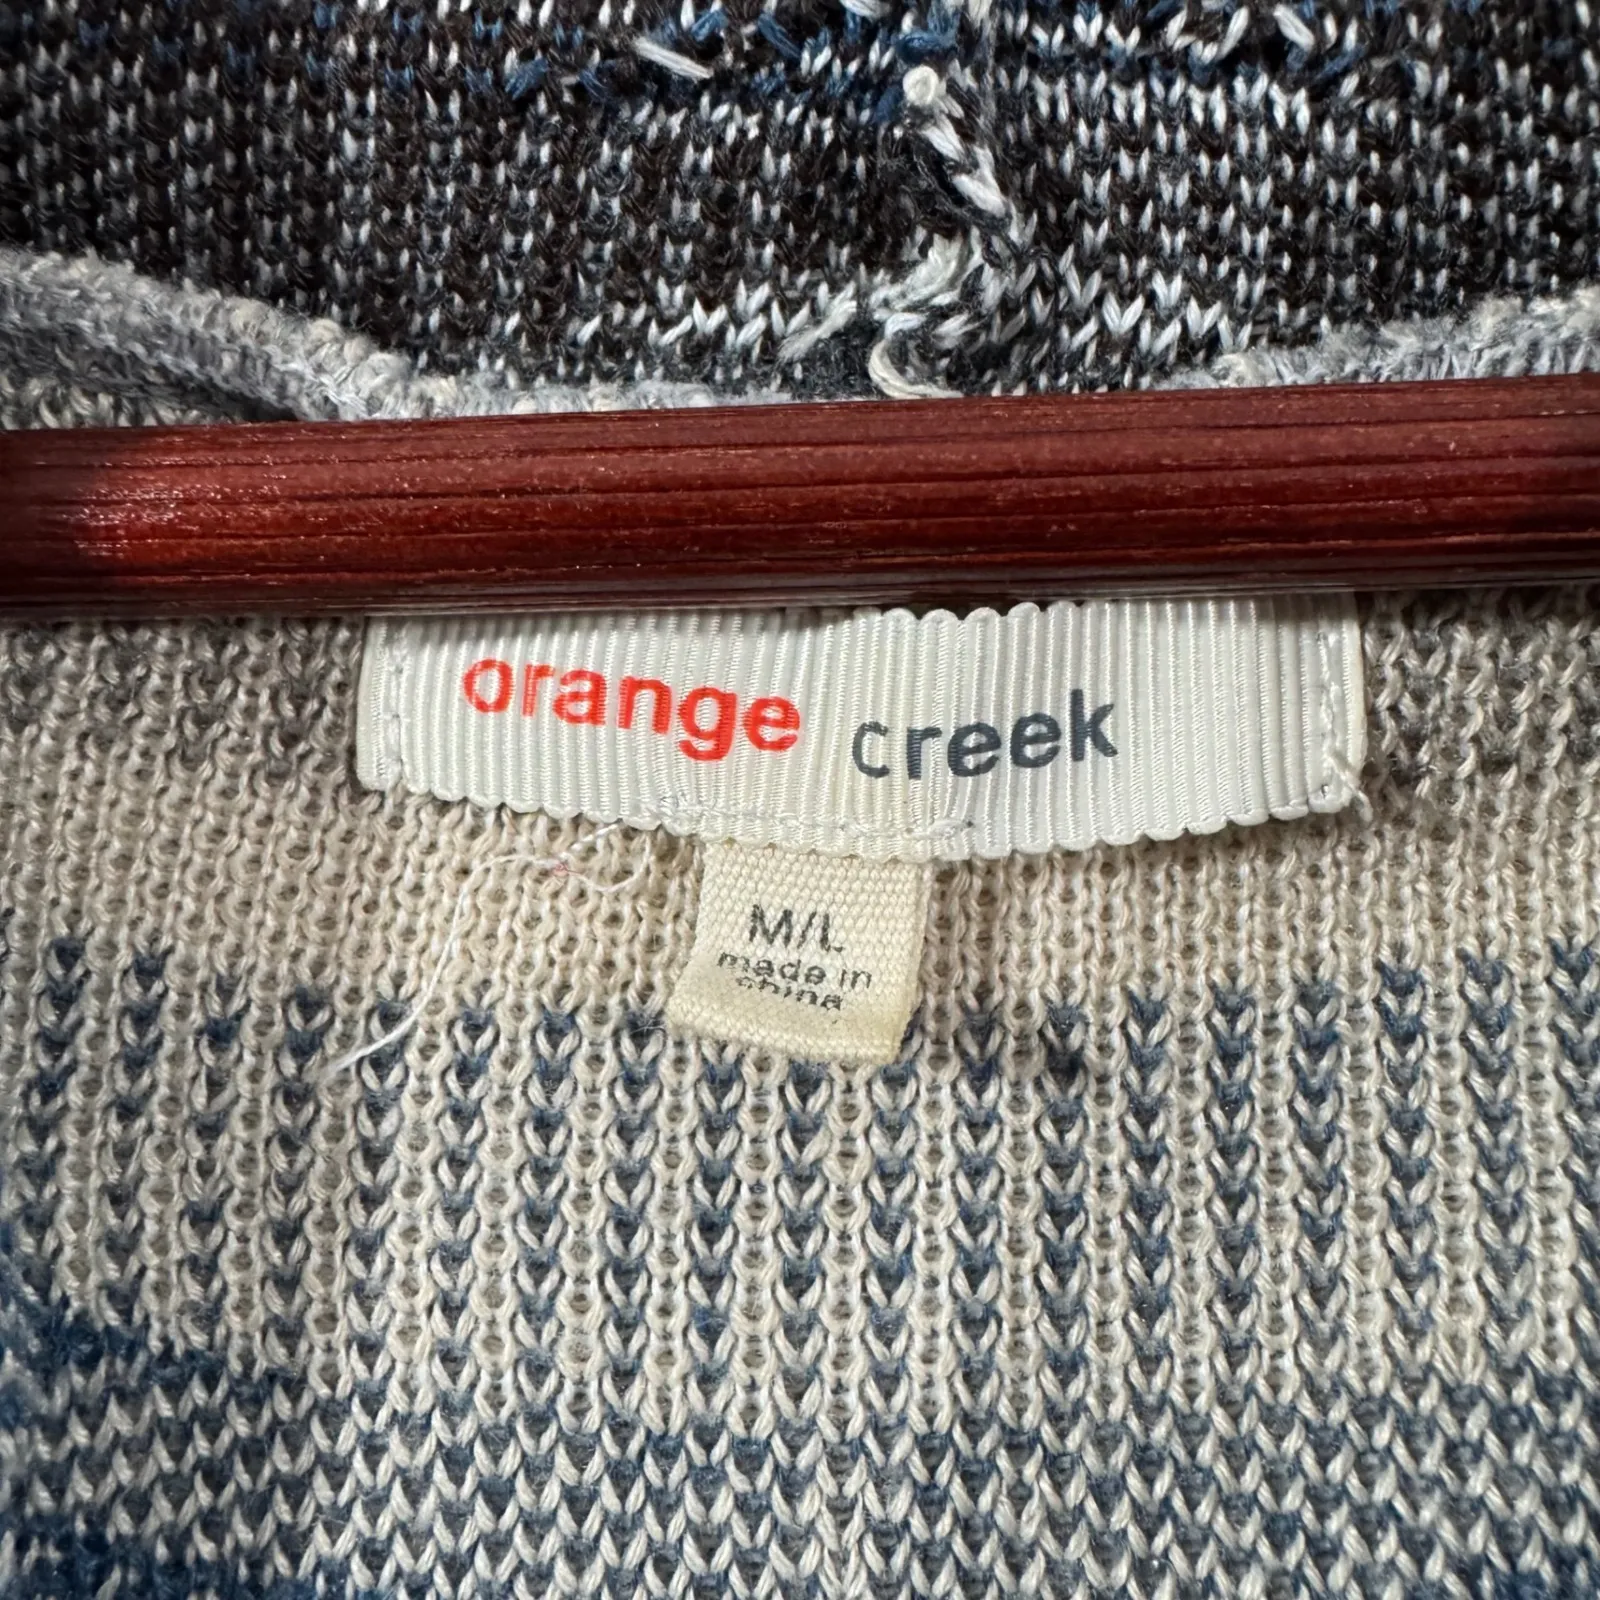 orange creek
M/L
made in
china